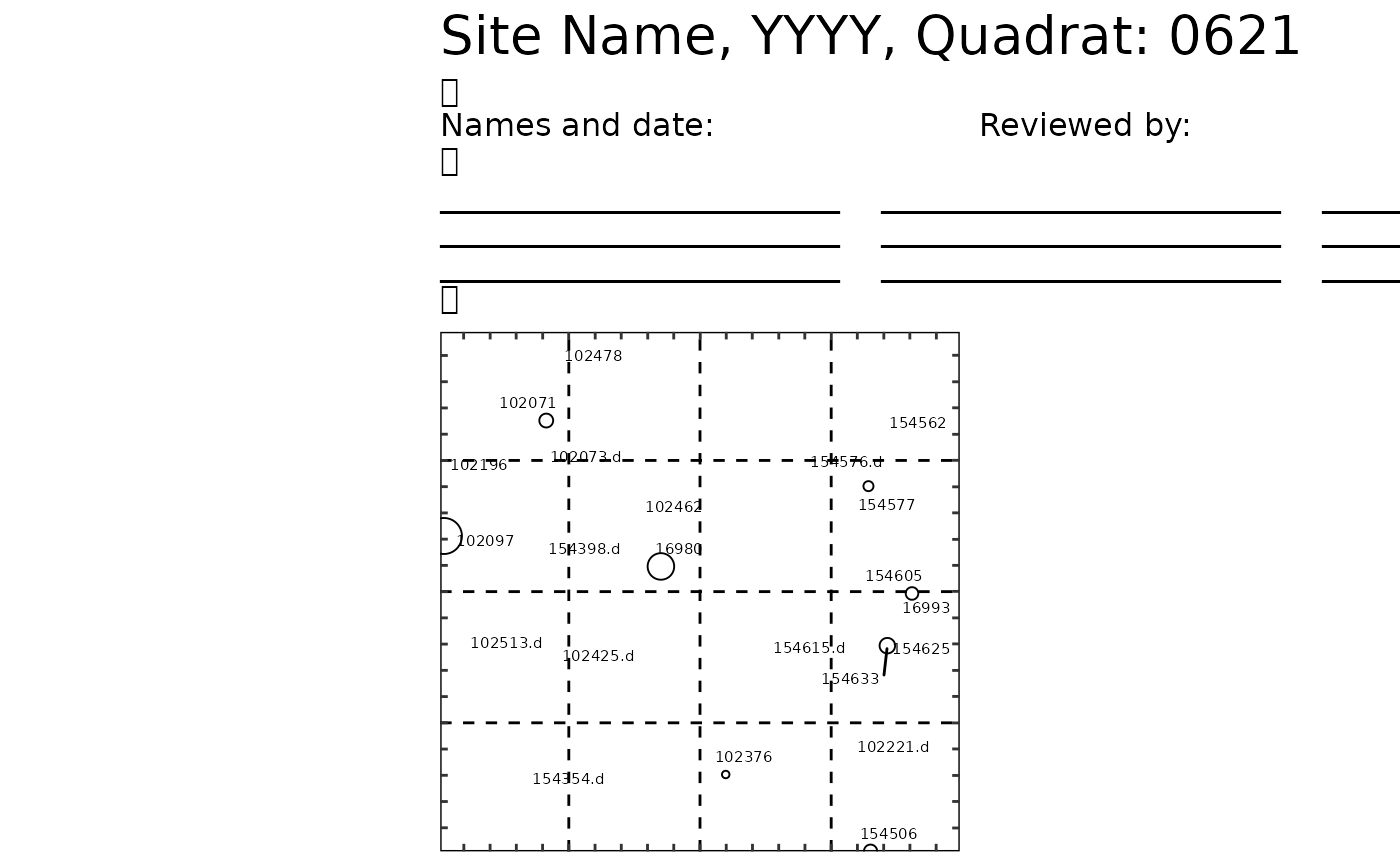 Site Name, YYYY, Quadrat: 0621
Names and date: Reviewed by:
102478
102071
154562
102073.d
154576.d
102196
154577
102462
102097
154398.d
16980
154605
16993
102513.d
154615.d
154625
102425.d
154633
102221.d
102376
154354.d
154506